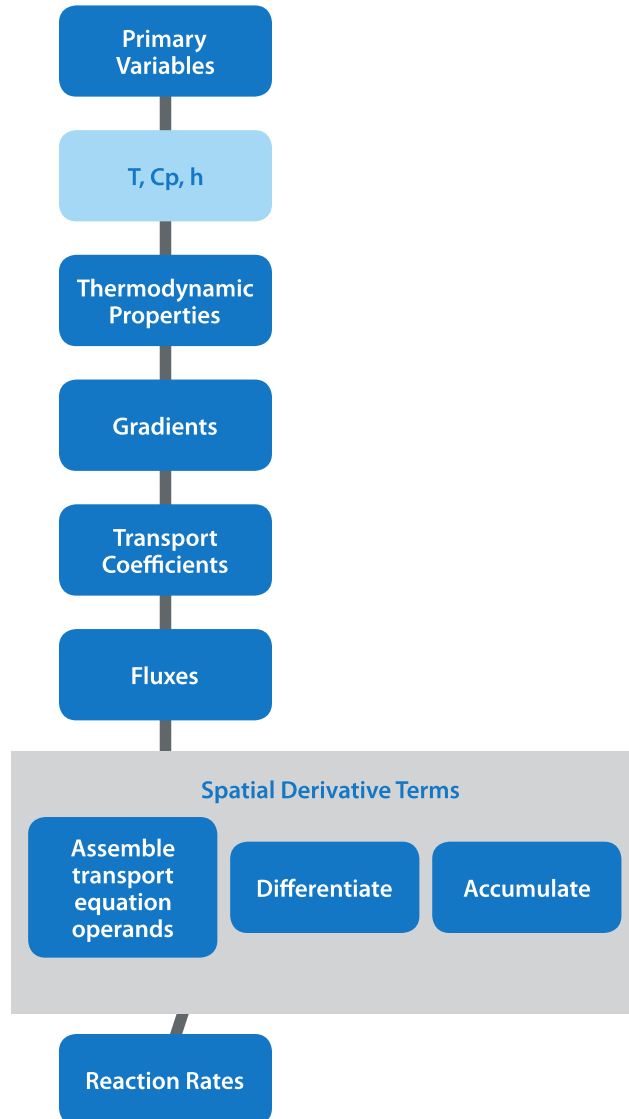 Primary
Variables
T, Cp, h
Thermodynamic
Properties
Gradients
Transport
Coefficients
Fluxes
Spatial Derivative Terms
Assemble
transport
equation
operands
Differentiate
Accumulate
Reaction Rates